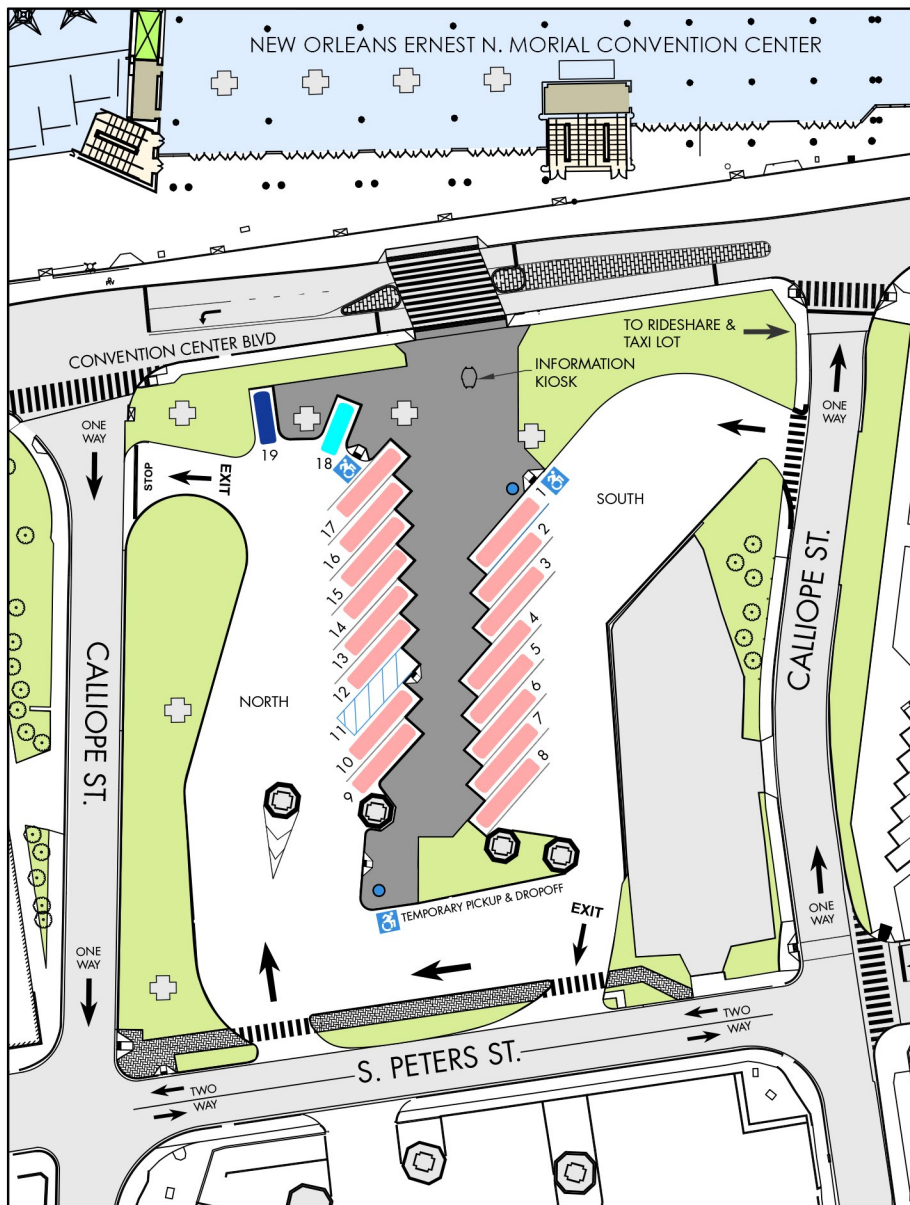 NEW ORLEANS ERNEST N. MORIAL CONVENTION CENTER
CONVENTION CENTER BLVD
TO RIDESHARE &
TAXI LOT
INFORMATION
KIOSK
ONE
WAY
ONE
WAY
STOP
EXIT
19
18
17
16
15
14
13
12
11
10
9
1
2
3
4
5
6
7
8
SOUTH
NORTH
CALLIOPE ST.
CALLIOPE ST.
TEMPORARY PICKUP & DROPOFF
EXIT
ONE
WAY
ONE
WAY
S. PETERS ST.
TWO
WAY
TWO
WAY